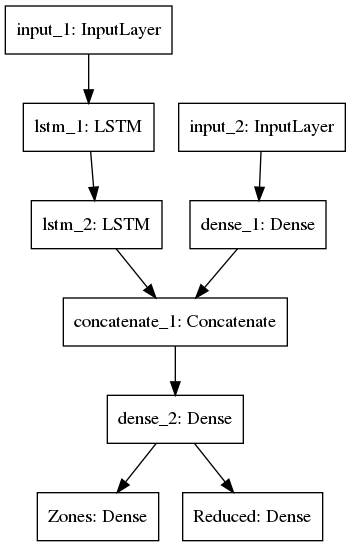 input_1: InputLayer
lstm_1: LSTM
input_2: InputLayer
lstm_2: LSTM
dense_1: Dense
concatenate_1: Concatenate
dense_2: Dense
Zones: Dense
Reduced: Dense